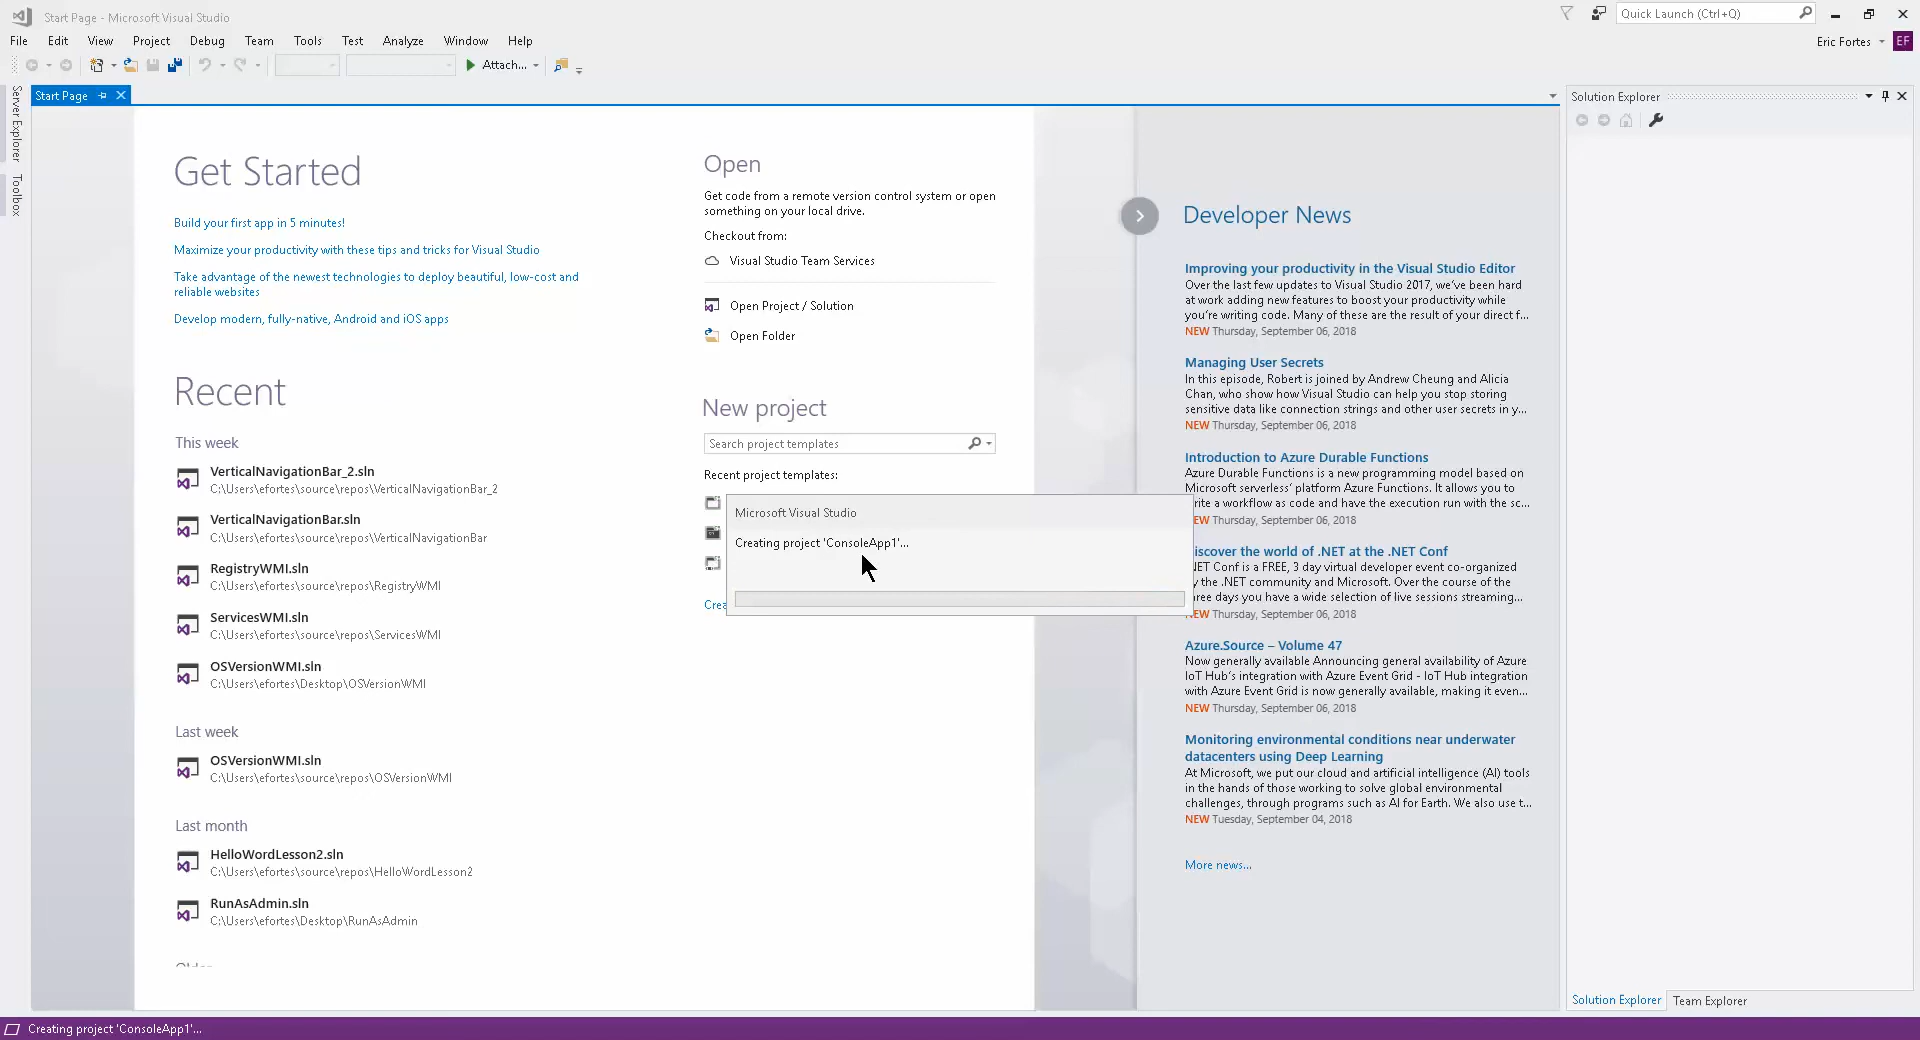 Start Page - Microsoft Visual Studio
Quick Launch (Ctrl+Q)
File Edit View Project Debug Team Tools Test Analyze Window Help
Eric Fortes EF
Attach...
Server Explorer
Toolbox
Start Page
Get Started
Build your first app in 5 minutes!
Maximize your productivity with these tips and tricks for Visual Studio
Take advantage of the newest technologies to deploy beautiful, low-cost and
reliable websites
Develop modern, fully-native, Android and iOS apps
Recent
This week
VerticalNavigationBar_2.sln
C:\Users\efortes\source\repos\VerticalNavigationBar_2
VerticalNavigationBar.sln
C:\Users\efortes\source\repos\VerticalNavigationBar
RegistryWMI.sln
C:\Users\efortes\source\repos\RegistryWMI
ServicesWMI.sln
C:\Users\efortes\source\repos\ServicesWMI
OSVersionWMI.sln
C:\Users\efortes\Desktop\OSVersionWMI
Last week
OSVersionWMI.sln
C:\Users\efortes\source\repos\OSVersionWMI
Last month
HelloWordLesson2.sln
C:\Users\efortes\source\repos\HelloWordLesson2
RunAsAdmin.sln
C:\Users\efortes\Desktop\RunAsAdmin
Open
Get code from a remote version control system or open
something on your local drive.
Checkout from:
Visual Studio Team Services
Open Project / Solution
Open Folder
New project
Search project templates
Recent project templates:
Crea
Microsoft Visual Studio
Creating project 'ConsoleApp1'...
Developer News
Improving your productivity in the Visual Studio Editor
Over the last few updates to Visual Studio 2017, we've been hard
at work adding new features to boost your productivity while
you're writing code. Many of these are the result of your direct f...
NEW Thursday, September 06, 2018
Managing User Secrets
In this episode, Robert is joined by Andrew Cheung and Alicia
Chan, who show how Visual Studio can help you stop storing
sensitive data like connection strings and other user secrets in y...
NEW Thursday, September 06, 2018
Introduction to Azure Durable Functions
Azure Durable Functions is a new programming model based on
Microsoft serverless' platform Azure Functions. It allows you to
rite a workflow as code and have the execution run with the sc...
EW Thursday, September 06, 2018
iscover the world of .NET at the .NET Conf
NET Conf is a FREE, 3 day virtual developer event co-organized
y the .NET community and Microsoft. Over the course of the
ree days you have a wide selection of live sessions streaming...
EW Thursday, September 06, 2018
Azure.Source – Volume 47
Now generally available Announcing general availability of Azure
IoT Hub's integration with Azure Event Grid - IoT Hub integration
with Azure Event Grid is now generally available, making it even...
NEW Thursday, September 06, 2018
Monitoring environmental conditions near underwater
datacenters using Deep Learning
At Microsoft, we put our cloud and artificial intelligence (AI) tools
in the hands of those working to solve global environmental
challenges, through programs such as AI for Earth. We also use t...
NEW Tuesday, September 04, 2018
More news...
Solution Explorer
Solution Explorer Team Explorer
Creating project 'ConsoleApp1'...